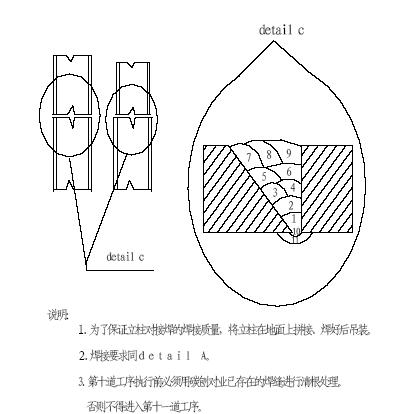 detail c
7
8
9
5
6
3
4
2
1
10
11
detail c
说明:
1. 为了保证立柱对接焊的焊接质量, 将立柱在地面上拼接、焊好后吊装。
2. 焊接要求同detail A。
3. 第十道工序执行前必须用碳刨对业已存在的焊缝进行清根处理。
否则不得进入第十一道工序。